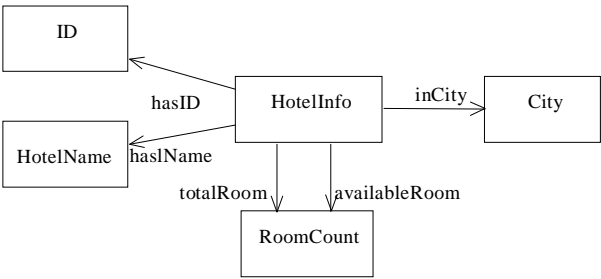 ID
hasID
HotelInfo
inCity
City
HotelName
haslName
totalRoom
availableRoom
RoomCount